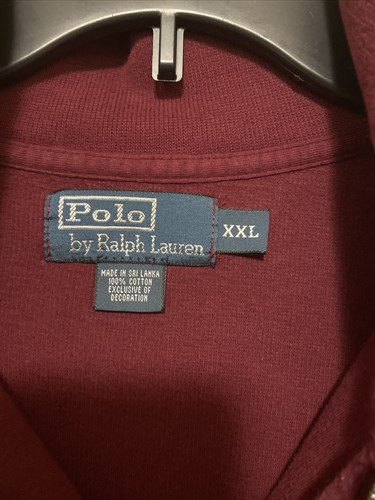 Polo
by Ralph Lauren
XXL
MADE IN SRI LANKA
100% COTTON
EXCLUSIVE OF
DECORATION